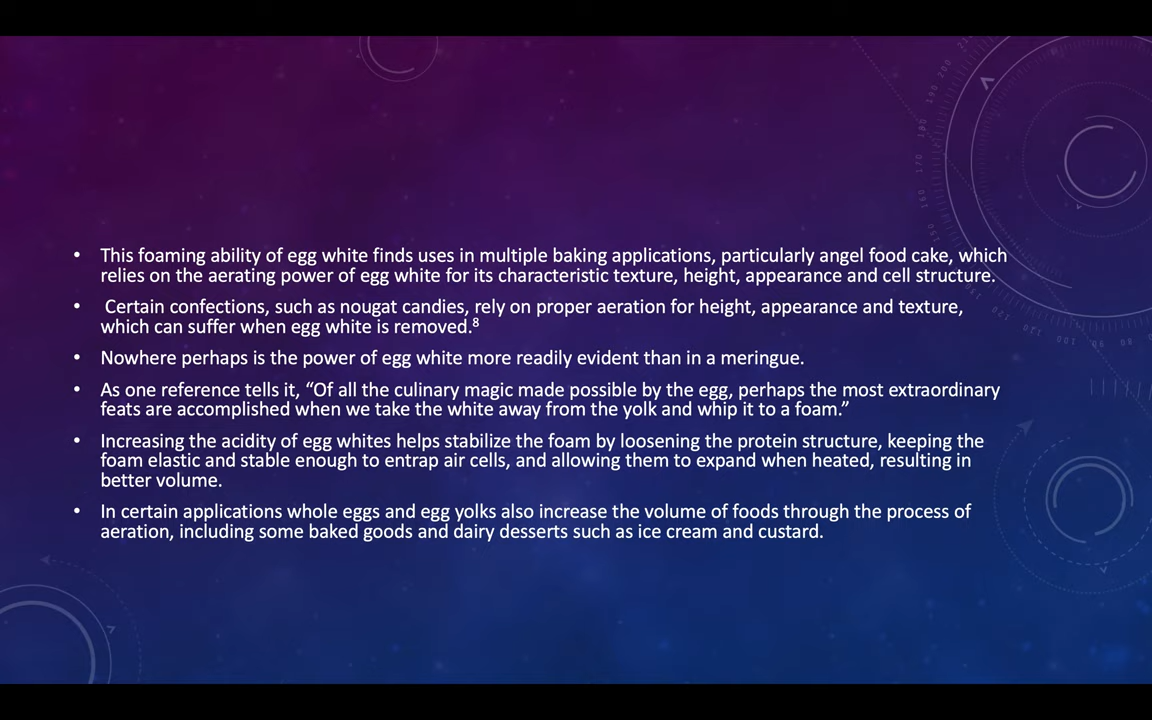 • This foaming ability of egg white finds uses in multiple baking applications, particularly angel food cake, which
relies on the aerating power of egg white for its characteristic texture, height, appearance and cell structure.
• Certain confections, such as nougat candies, rely on proper aeration for height, appearance and texture,
which can suffer when egg white is removed.⁸
• Nowhere perhaps is the power of egg white more readily evident than in a meringue.
• As one reference tells it, “Of all the culinary magic made possible by the egg, perhaps the most extraordinary
feats are accomplished when we take the white away from the yolk and whip it to a foam.”
• Increasing the acidity of egg whites helps stabilize the foam by loosening the protein structure, keeping the
foam elastic and stable enough to entrap air cells, and allowing them to expand when heated, resulting in
better volume.
• In certain applications whole eggs and egg yolks also increase the volume of foods through the process of
aeration, including some baked goods and dairy desserts such as ice cream and custard.